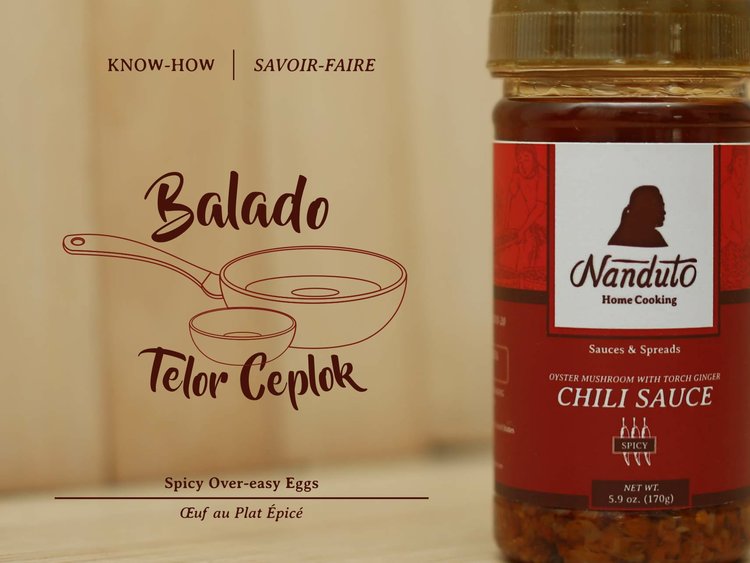 KNOW-HOW | SAVOIR-FAIRE
Balado
Telor Ceplok
Spicy Over-easy Eggs
Œuf au Plat Épicé
Nanduto
Home Cooking
Sauces & Spreads
OYSTER MUSHROOM WITH TORCH GINGER
CHILI SAUCE
SPICY
NET WT.
5.9 oz. (170g)